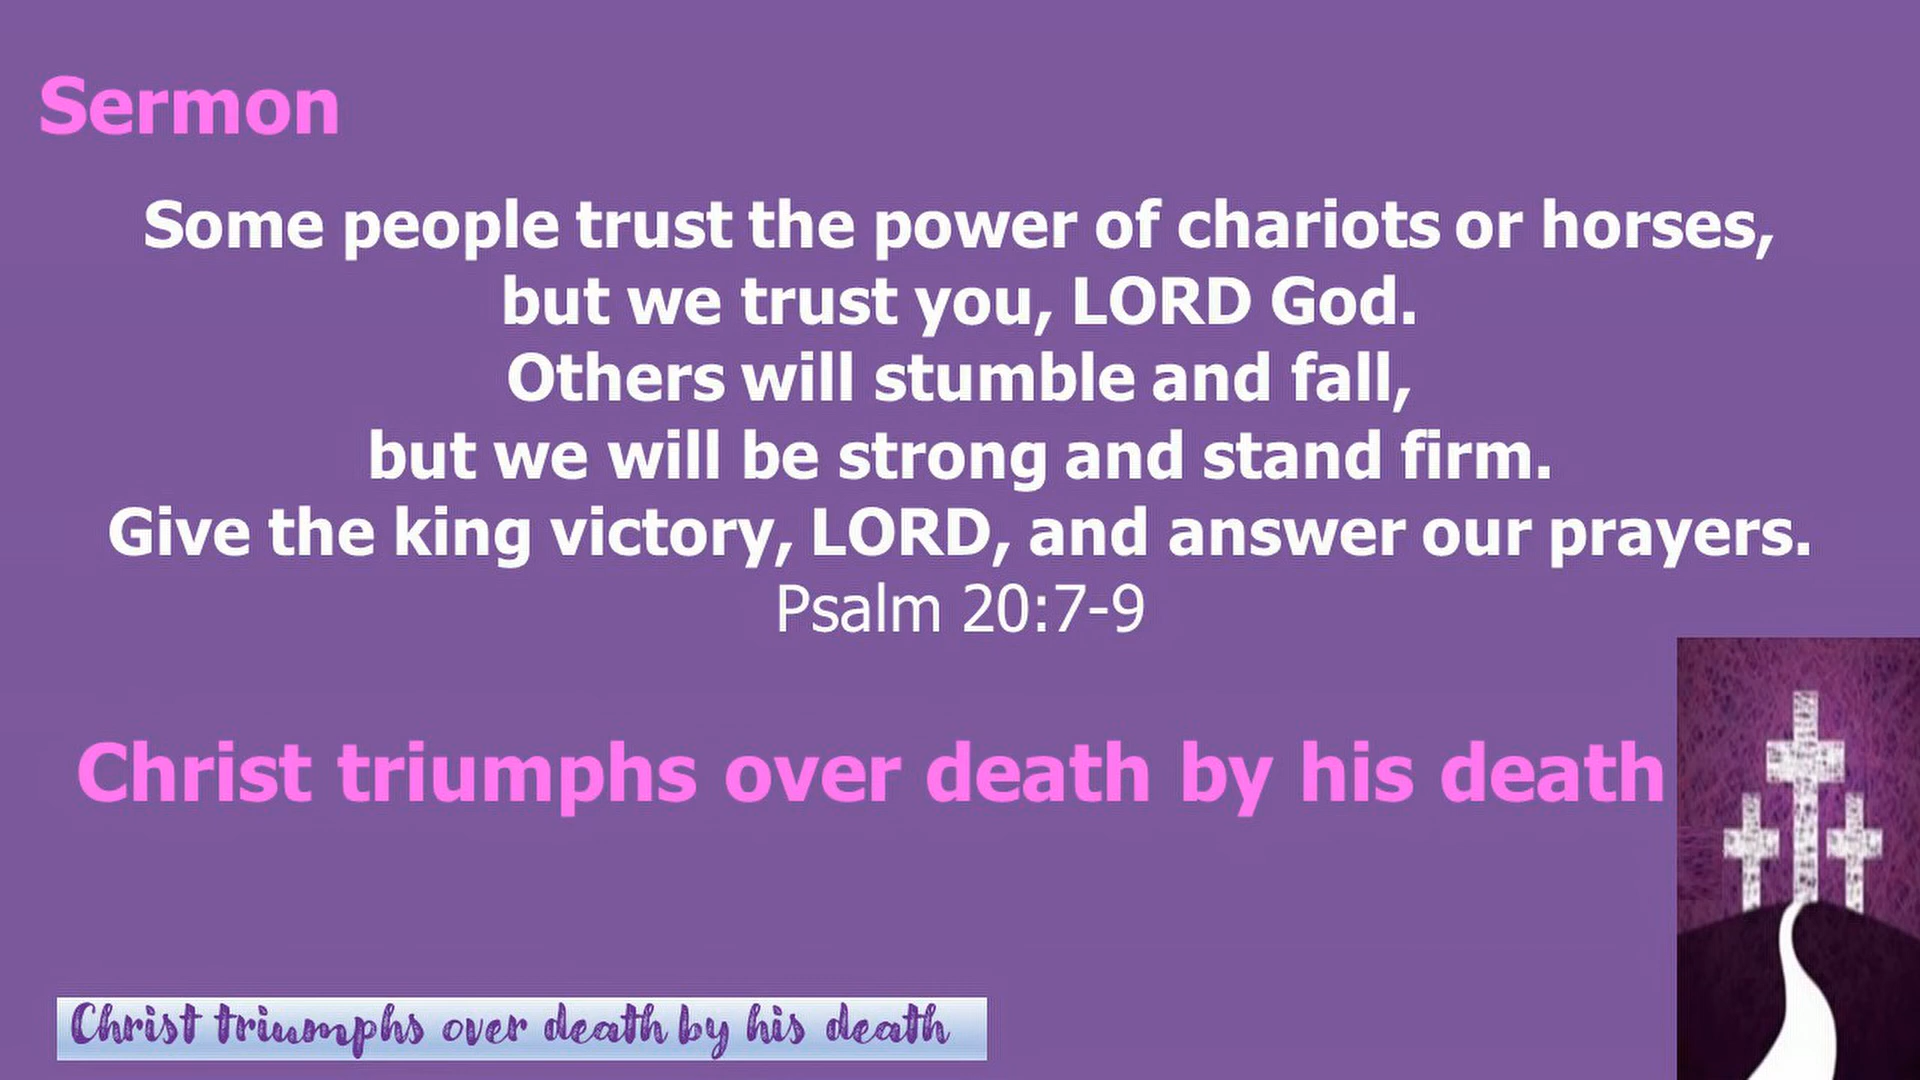 Sermon
Some people trust the power of chariots or horses,
but we trust you, LORD God.
Others will stumble and fall,
but we will be strong and stand firm.
Give the king victory, LORD, and answer our prayers.
Psalm 20:7-9
Christ triumphs over death by his death
Christ triumphs over death by his death